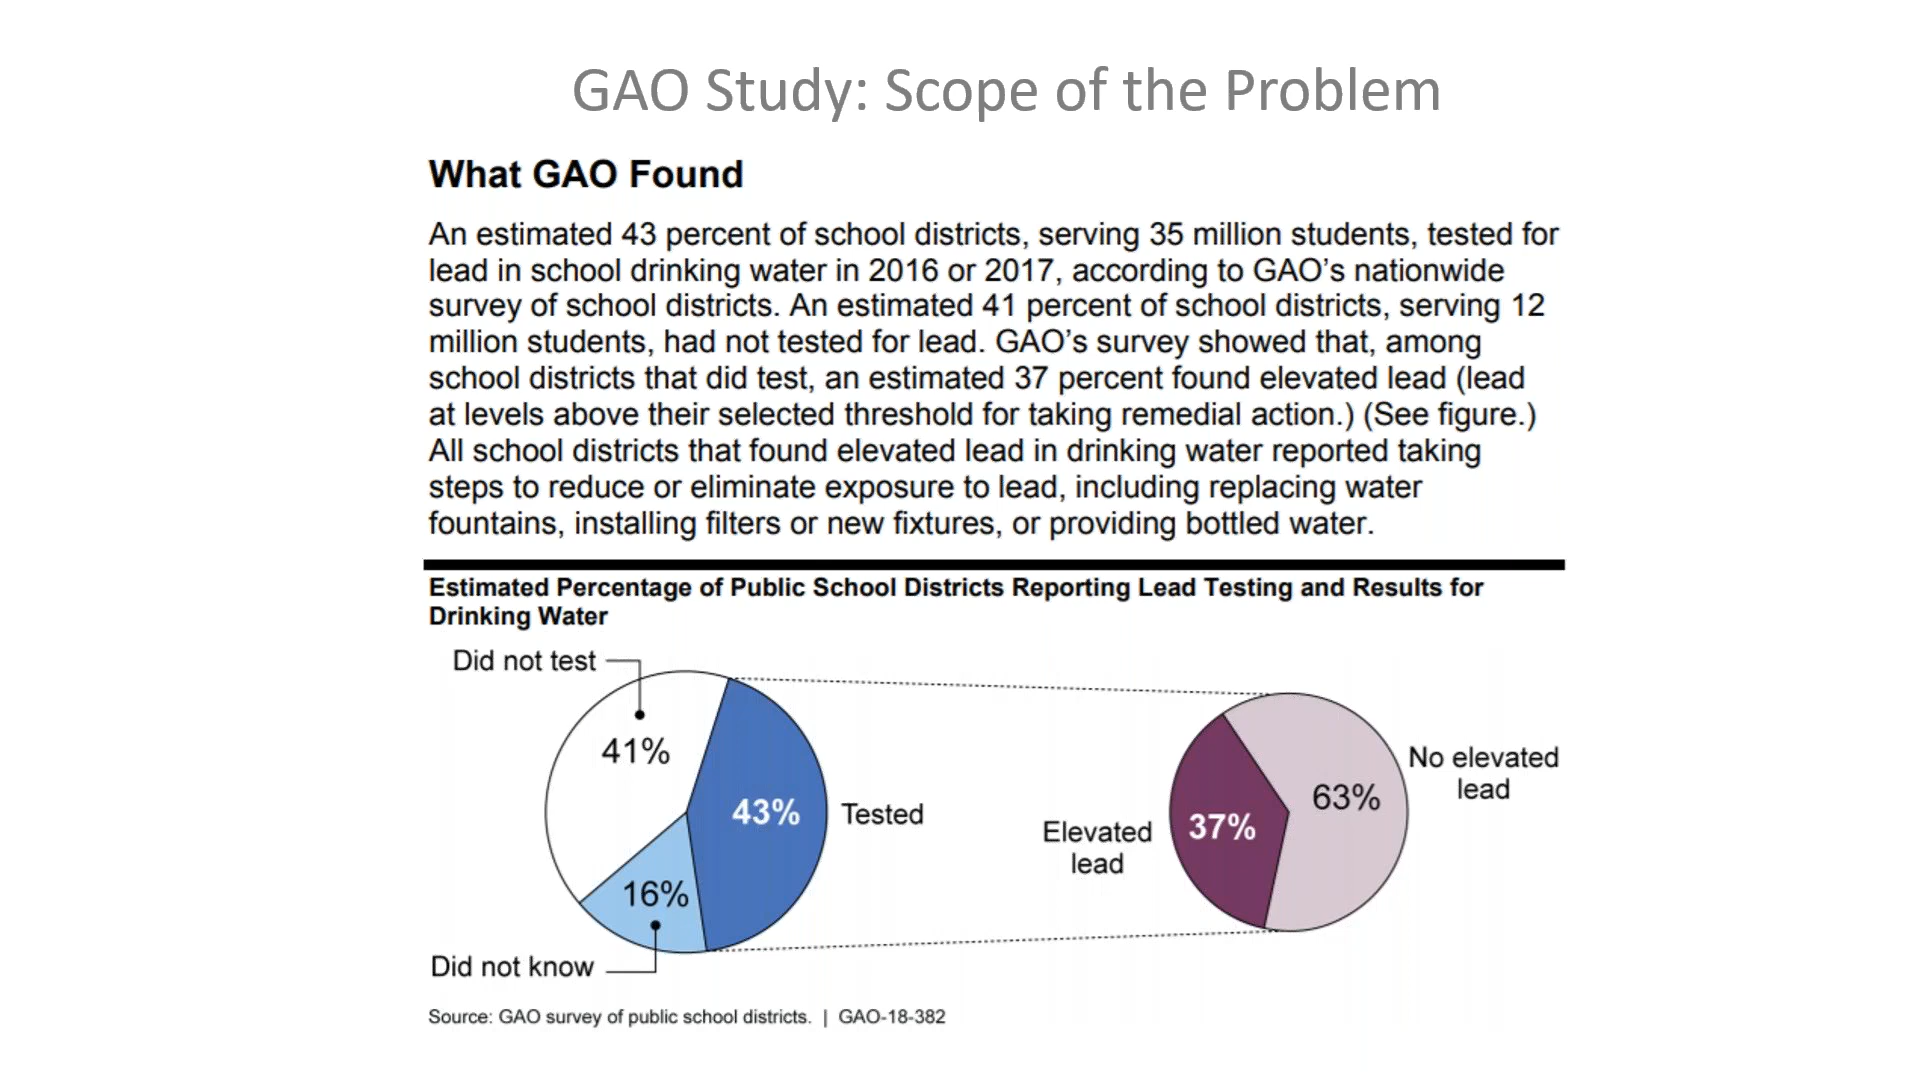 GAO Study: Scope of the Problem
What GAO Found
An estimated 43 percent of school districts, serving 35 million students, tested for
lead in school drinking water in 2016 or 2017, according to GAO’s nationwide
survey of school districts. An estimated 41 percent of school districts, serving 12
million students, had not tested for lead. GAO’s survey showed that, among
school districts that did test, an estimated 37 percent found elevated lead (lead
at levels above their selected threshold for taking remedial action.) (See figure.)
All school districts that found elevated lead in drinking water reported taking
steps to reduce or eliminate exposure to lead, including replacing water
fountains, installing filters or new fixtures, or providing bottled water.
Estimated Percentage of Public School Districts Reporting Lead Testing and Results for
Drinking Water
Did not test
41%
43%
Tested
16%
Did not know
Elevated
lead
37%
63%
No elevated
lead
Source: GAO survey of public school districts. | GAO-18-382